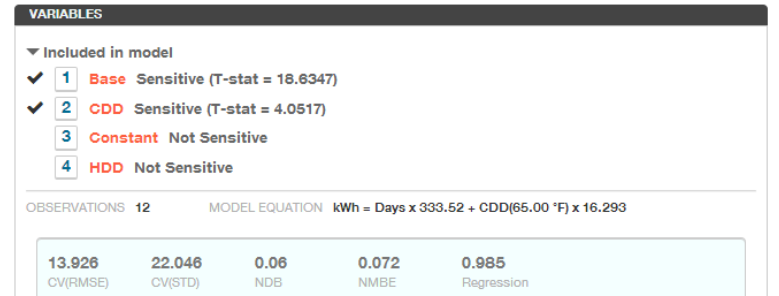 VARIABLES
Included in model
1 Base Sensitive (T-stat = 18.6347)
2 CDD Sensitive (T-stat = 4.0517)
3 Constant Not Sensitive
4 HDD Not Sensitive
OBSERVATIONS 12 MODEL EQUATION kWh = Days x 333.52 + CDD(65.00 °F) x 16.293
13.926 22.046 0.06 0.072 0.985
CV(RMSE) CV(STD) NDB NMBE Regression